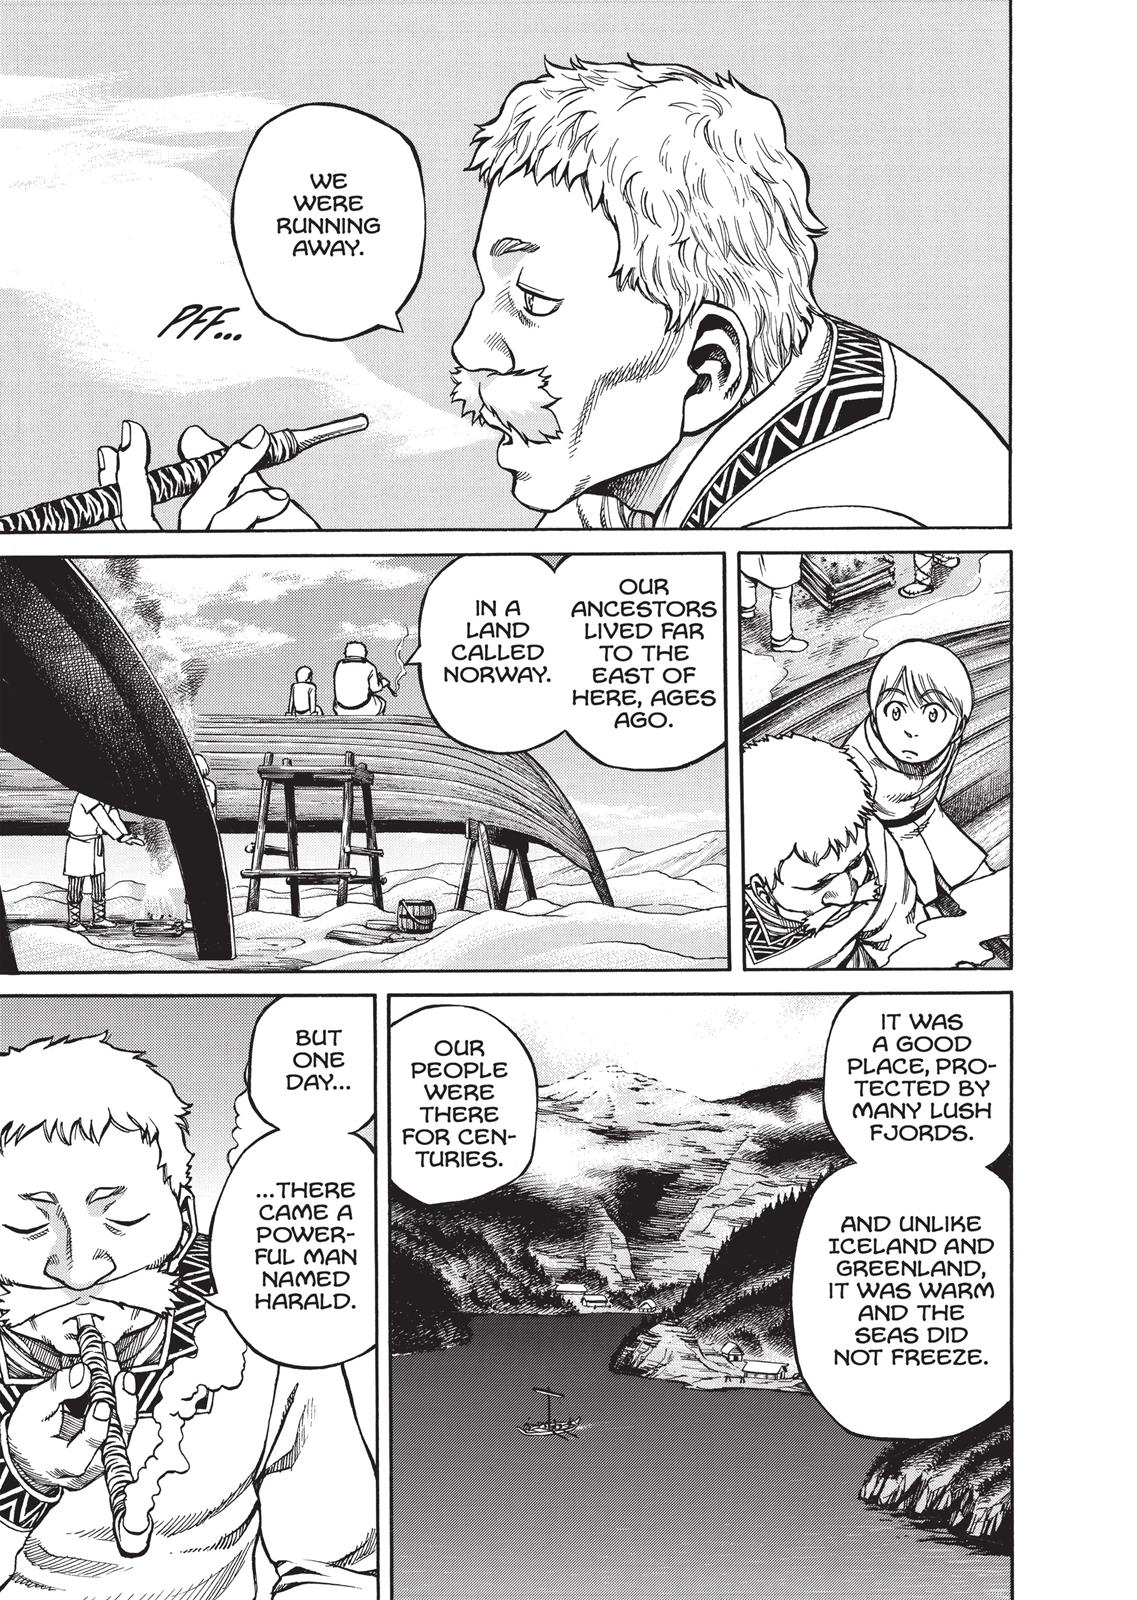 WE
WERE
RUNNING
AWAY.
PFF...
OUR
ANCESTORS
LIVED FAR
TO THE
EAST OF
HERE, AGES
AGO.
IN A
LAND
CALLED
NORWAY.
IT WAS
A GOOD
PLACE, PRO-
TECTED BY
MANY LUSH
FJORDS.
AND UNLIKE
ICELAND AND
GREENLAND,
IT WAS WARM
AND THE
SEAS DID
NOT FREEZE.
OUR
PEOPLE
WERE
THERE
FOR CEN-
TURIES.
BUT
ONE
DAY...
...THERE
CAME A
POWER-
FUL MAN
NAMED
HARALD.